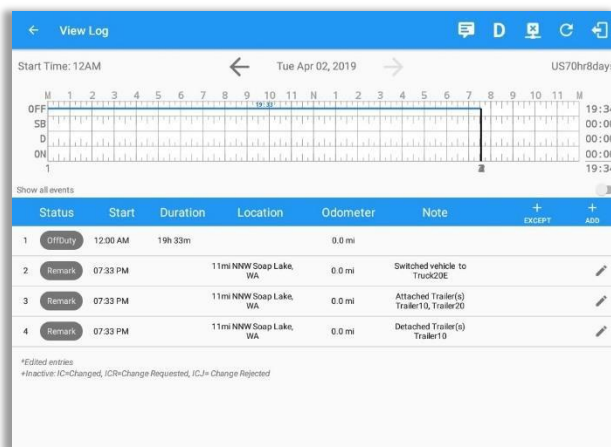 View Log
D
Start Time: 12AM
Tue Apr 02, 2019
US70hr8days
M 1 2 3 4 5 6 7 8 9 10 11 N 1 2 3 4 5 6 7 8 9 10 11 M
19:33
OFF 19:34
SB 00:00
D 00:00
ON 00:00
1 19:34
Show all events
Status Start Duration Location Odometer Note + EXCEPT + ADD
1 OffDuty 12:00 AM 19h 33m 0.0 mi
2 Remark 07:33 PM 11mi NNW Soap Lake, WA 0.0 mi Switched vehicle to Truck20E
3 Remark 07:33 PM 11mi NNW Soap Lake, WA 0.0 mi Attached Trailer(s) Trailer10, Trailer20
4 Remark 07:33 PM 11mi NNW Soap Lake, WA 0.0 mi Detached Trailer(s) Trailer10
*Edited entries
+Inactive: IC=Changed, ICR=Change Requested, ICJ= Change Rejected